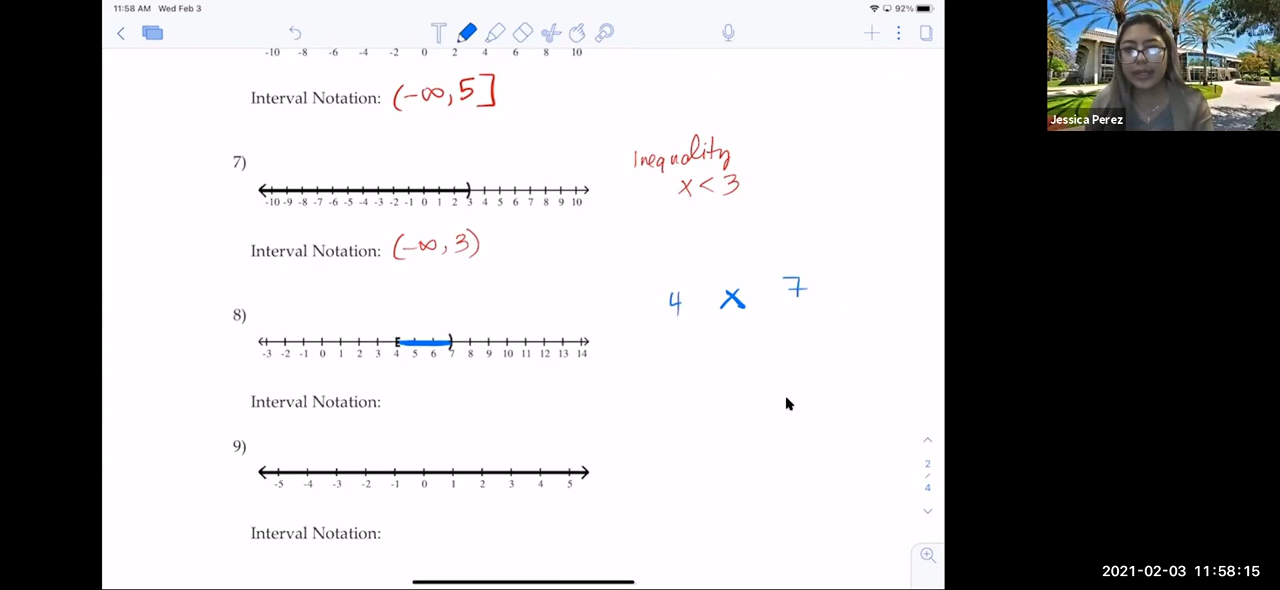 11:58 AM Wed Feb 3
92%
T
-10 -8 -6 -4 -2 0 2 4 6 8 10
Interval Notation: (-∞, 5]
Jessica Perez
7)
Inequality
x < 3
-10 -9 -8 -7 -6 -5 -4 -3 -2 -1 0 1 2 3 4 5 6 7 8 9 10
Interval Notation: (-∞, 3)
4 x 7
8)
-3 -2 -1 0 1 2 3 4 5 6 7 8 9 10 11 12 13 14
Interval Notation:
9)
-5 -4 -3 -2 -1 0 1 2 3 4 5
2
/
4
Interval Notation:
2021-02-03 11:58:15